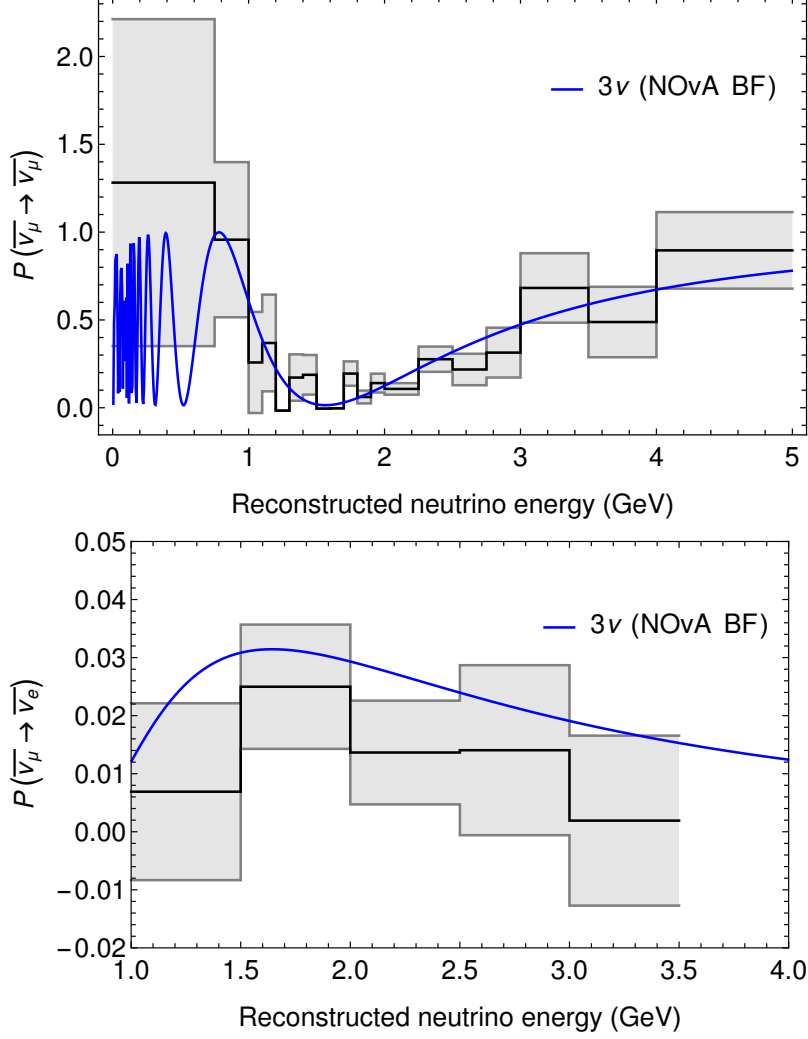 2.0
1.5
1.0
0.5
0.0
P(ν̅μ → ν̅μ)
3ν (NOvA BF)
0 1 2 3 4 5
Reconstructed neutrino energy (GeV)
0.05
0.04
0.03
0.02
0.01
0.00
−0.01
−0.02
P(ν̅μ → ν̅e)
3ν (NOvA BF)
1.0 1.5 2.0 2.5 3.0 3.5 4.0
Reconstructed neutrino energy (GeV)